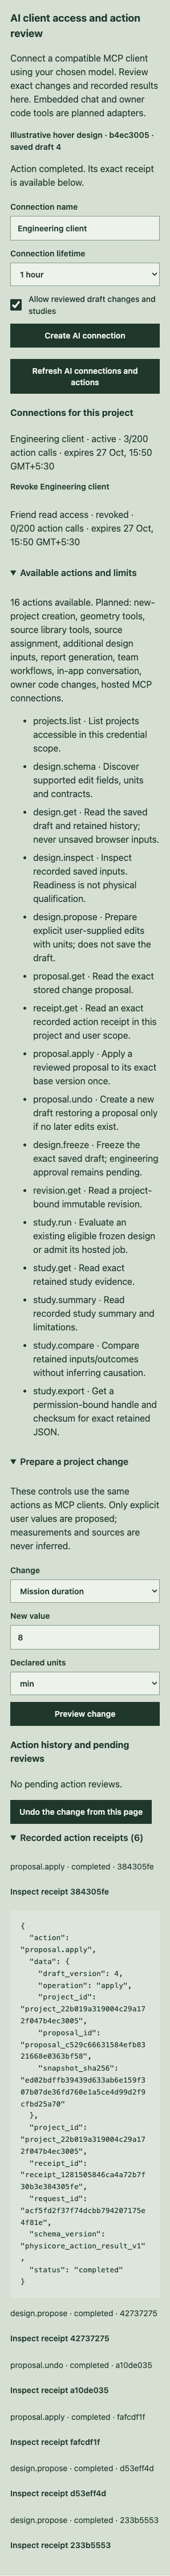 AI client access and action
review
Connect a compatible MCP client
using your chosen model. Review
exact changes and recorded results
here. Embedded chat and owner
code tools are planned adapters.
Illustrative hover design · b4ec3005 ·
saved draft 4
Action completed. Its exact receipt
is available below.
Connection name
Engineering client
Connection lifetime
1 hour
Allow reviewed draft changes and
studies
Create AI connection
Refresh AI connections and
actions
Connections for this project
Engineering client · active · 3/200
action calls · expires 27 Oct, 15:50
GMT+5:30
Revoke Engineering client
Friend read access · revoked ·
0/200 action calls · expires 27 Oct,
15:50 GMT+5:30
▼ Available actions and limits
16 actions available. Planned: new-
project creation, geometry tools,
source library tools, source
assignment, additional design
inputs, report generation, team
workflows, in-app conversation,
owner code changes, hosted MCP
connections.
• projects.list · List projects
accessible in this credential
scope.
• design.schema · Discover
supported edit fields, units
and contracts.
• design.get · Read the saved
draft and retained history;
never unsaved browser inputs.
• design.inspect · Inspect
recorded saved inputs.
Readiness is not physical
qualification.
• design.propose · Prepare
explicit user-supplied edits
with units; does not save the
draft.
• proposal.get · Read the exact
stored change proposal.
• receipt.get · Read an exact
recorded action receipt in this
project and user scope.
• proposal.apply · Apply a
reviewed proposal to its exact
base version once.
• proposal.undo · Create a new
draft restoring a proposal only
if no later edits exist.
• design.freeze · Freeze the
exact saved draft; engineering
approval remains pending.
• revision.get · Read a project-
bound immutable revision.
• study.run · Evaluate an
existing eligible frozen design
or admit its hosted job.
• study.get · Read exact
retained study evidence.
• study.summary · Read
recorded study summary and
limitations.
• study.compare · Compare
retained inputs/outcomes
without inferring causation.
• study.export · Get a
permission-bound handle and
checksum for exact retained
JSON.
▼ Prepare a project change
These controls use the same
actions as MCP clients. Only explicit
user values are proposed;
measurements and sources are
never inferred.
Change
Mission duration
New value
8
Declared units
min
Preview change
Action history and pending
reviews
No pending action reviews.
Undo the change from this page
▼ Recorded action receipts (6)
proposal.apply · completed · 384305fe
Inspect receipt 384305fe
{
"action":
"proposal.apply",
"data": {
"draft_version": 4,
"operation": "apply",
"project_id":
"project_22b019a319004c29a17
2f047b4ec3005",
"proposal_id":
"proposal_c529c66631584efb83
21668e0363bf58",
"snapshot_sha256":
"ed02bdffb39439d633ab6e159f3
07b07de36fd760e1a5ce4d99d2f9
cfbd25a70"
},
"project_id":
"project_22b019a319004c29a17
2f047b4ec3005",
"receipt_id":
"receipt_1281505846ca4a72b7f
30b3e384305fe",
"request_id":
"acf5fd2f37f74dcbb794207175e
4f81e",
"schema_version":
"physicore_action_result_v1"
,
"status": "completed"
}
design.propose · completed · 42737275
Inspect receipt 42737275
proposal.undo · completed · a10de035
Inspect receipt a10de035
proposal.apply · completed · fafcdf1f
Inspect receipt fafcdf1f
design.propose · completed · d53eff4d
Inspect receipt d53eff4d
design.propose · completed · 233b5553
Inspect receipt 233b5553